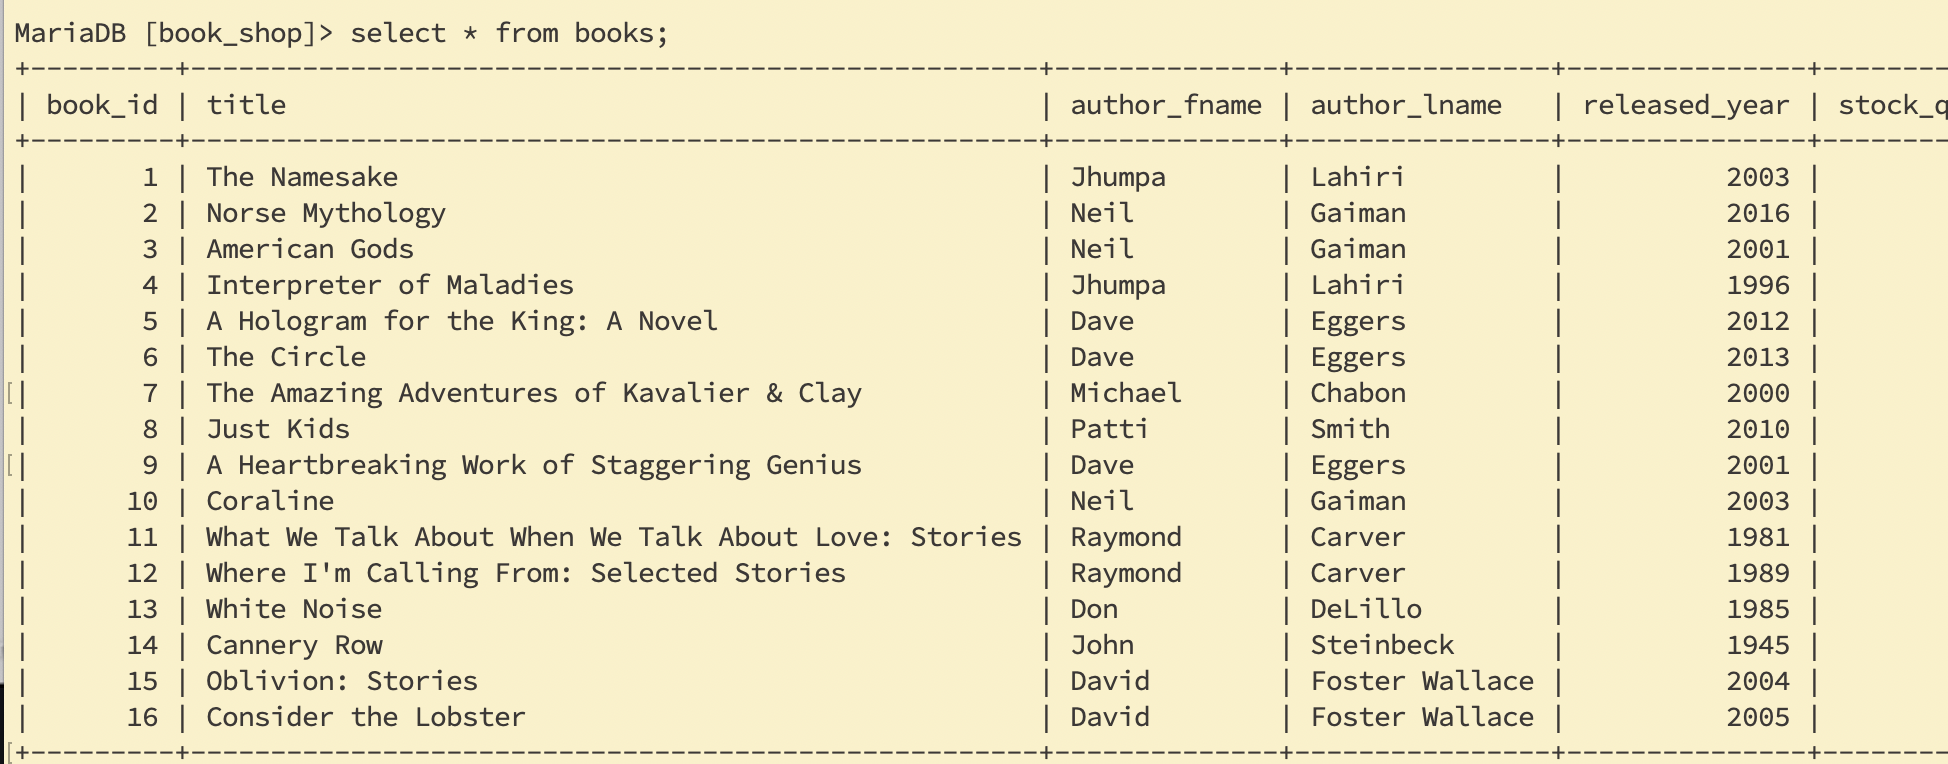 MariaDB [book_shop]> select * from books;
+---------+-----------------------------------------------------+--------------+----------------+---------------+--------
| book_id | title                                               | author_fname | author_lname   | released_year | stock_q
+---------+-----------------------------------------------------+--------------+----------------+---------------+--------
|       1 | The Namesake                                        | Jhumpa       | Lahiri         |          2003 |
|       2 | Norse Mythology                                     | Neil         | Gaiman         |          2016 |
|       3 | American Gods                                       | Neil         | Gaiman         |          2001 |
|       4 | Interpreter of Maladies                             | Jhumpa       | Lahiri         |          1996 |
|       5 | A Hologram for the King: A Novel                    | Dave         | Eggers         |          2012 |
|       6 | The Circle                                          | Dave         | Eggers         |          2013 |
[|       7 | The Amazing Adventures of Kavalier & Clay           | Michael      | Chabon         |          2000 |
|       8 | Just Kids                                           | Patti        | Smith          |          2010 |
[|       9 | A Heartbreaking Work of Staggering Genius           | Dave         | Eggers         |          2001 |
|      10 | Coraline                                            | Neil         | Gaiman         |          2003 |
|      11 | What We Talk About When We Talk About Love: Stories | Raymond      | Carver         |          1981 |
|      12 | Where I'm Calling From: Selected Stories            | Raymond      | Carver         |          1989 |
|      13 | White Noise                                         | Don          | DeLillo        |          1985 |
|      14 | Cannery Row                                         | John         | Steinbeck      |          1945 |
|      15 | Oblivion: Stories                                   | David        | Foster Wallace |          2004 |
|      16 | Consider the Lobster                                | David        | Foster Wallace |          2005 |
[+---------+-----------------------------------------------------+--------------+----------------+---------------+--------